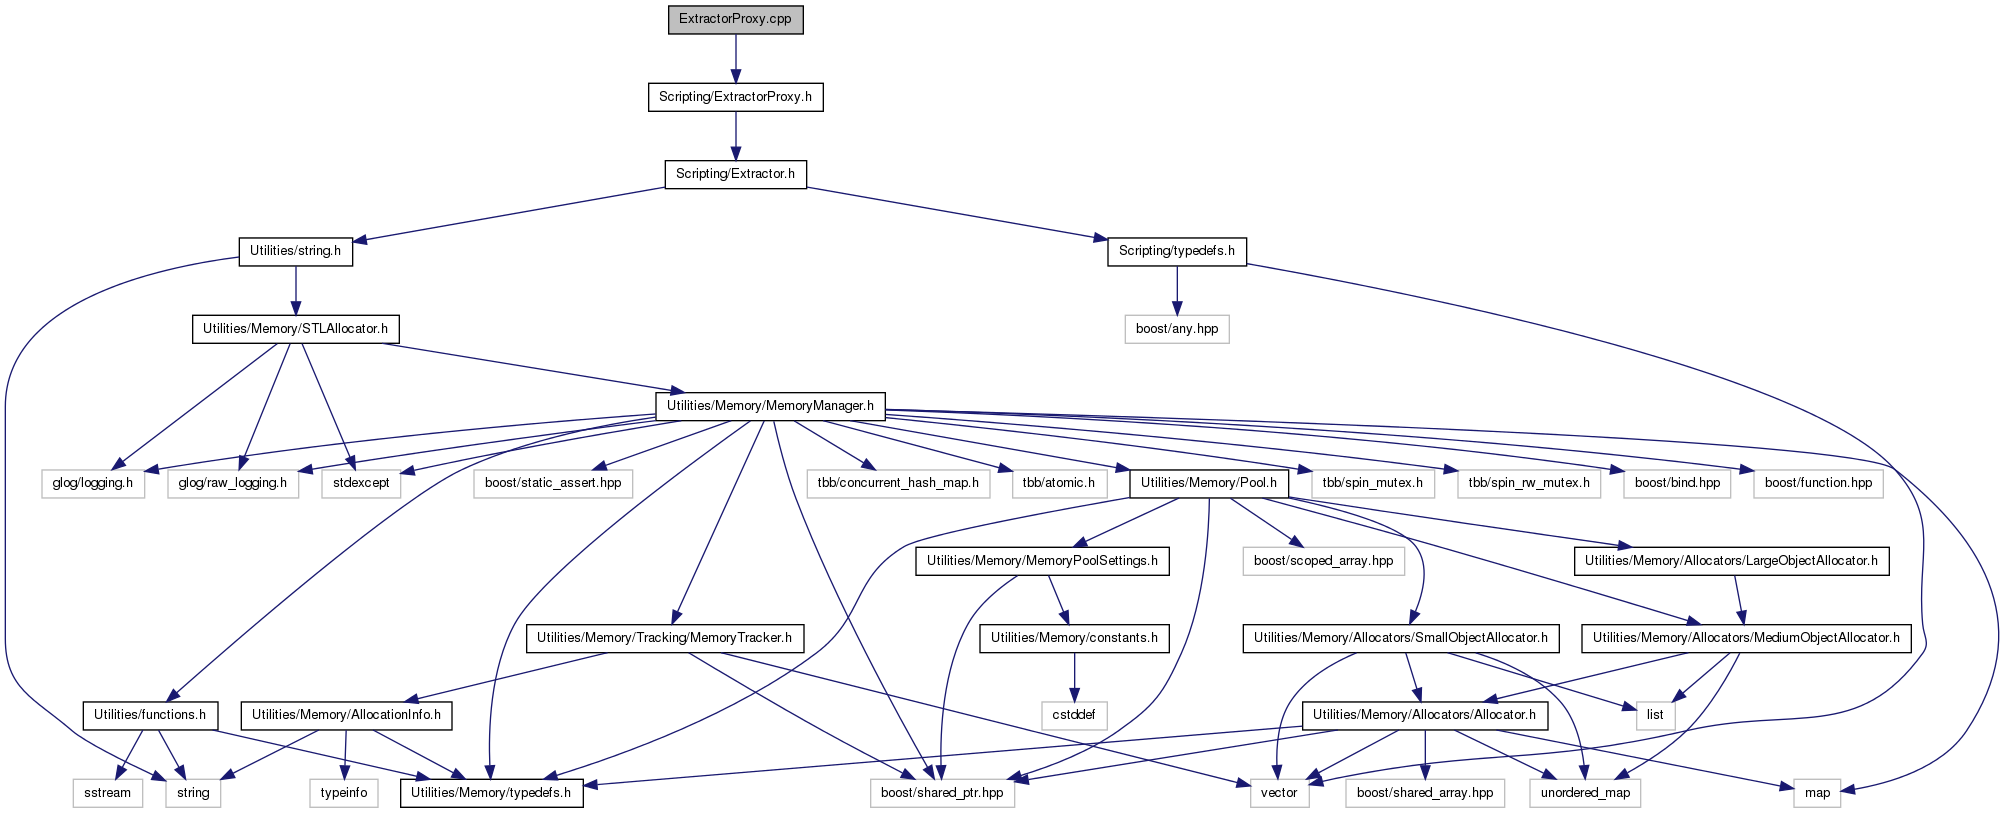 ExtractorProxy.cpp
Scripting/ExtractorProxy.h
Scripting/Extractor.h
Utilities/string.h
Scripting/typedefs.h
Utilities/Memory/STLAllocator.h
boost/any.hpp
Utilities/Memory/MemoryManager.h
glog/logging.h
glog/raw_logging.h
stdexcept
boost/static_assert.hpp
tbb/concurrent_hash_map.h
tbb/atomic.h
Utilities/Memory/Pool.h
tbb/spin_mutex.h
tbb/spin_rw_mutex.h
boost/bind.hpp
boost/function.hpp
Utilities/Memory/MemoryPoolSettings.h
boost/scoped_array.hpp
Utilities/Memory/Allocators/LargeObjectAllocator.h
Utilities/Memory/Tracking/MemoryTracker.h
Utilities/Memory/constants.h
Utilities/Memory/Allocators/SmallObjectAllocator.h
Utilities/Memory/Allocators/MediumObjectAllocator.h
Utilities/functions.h
Utilities/Memory/AllocationInfo.h
cstddef
Utilities/Memory/Allocators/Allocator.h
list
sstream
string
typeinfo
Utilities/Memory/typedefs.h
boost/shared_ptr.hpp
vector
boost/shared_array.hpp
unordered_map
map